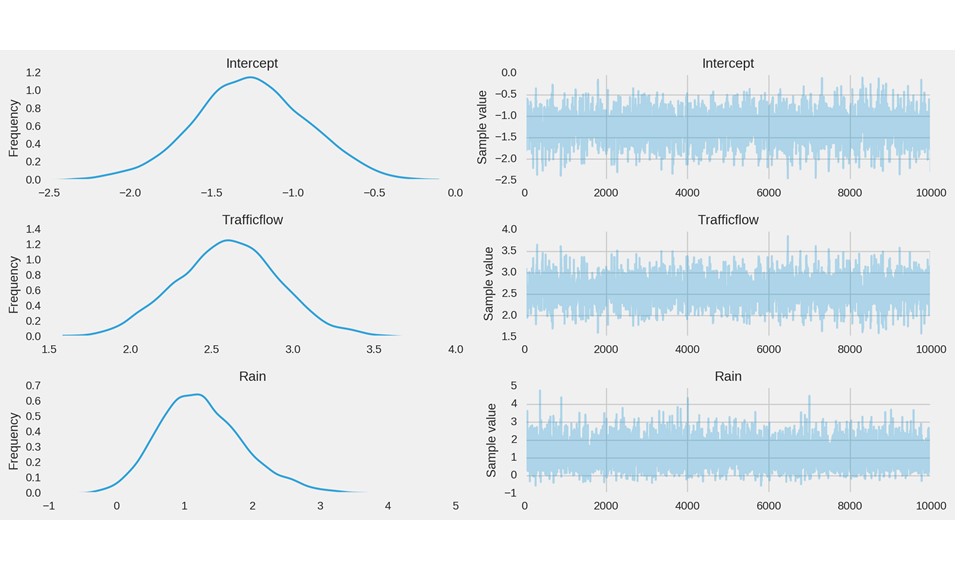 Intercept
Frequency
1.2
1.0
0.8
0.6
0.4
0.2
0.0
−2.5 −2.0 −1.5 −1.0 −0.5 0.0
Intercept
Sample value
0.0
−0.5
−1.0
−1.5
−2.0
−2.5
0 2000 4000 6000 8000 10000
Trafficflow
Frequency
1.4
1.2
1.0
0.8
0.6
0.4
0.2
0.0
1.5 2.0 2.5 3.0 3.5 4.0
Trafficflow
Sample value
4.0
3.5
3.0
2.5
2.0
1.5
0 2000 4000 6000 8000 10000
Rain
Frequency
0.7
0.6
0.5
0.4
0.3
0.2
0.1
0.0
−1 0 1 2 3 4 5
Rain
Sample value
5
4
3
2
1
0
−1
0 2000 4000 6000 8000 10000